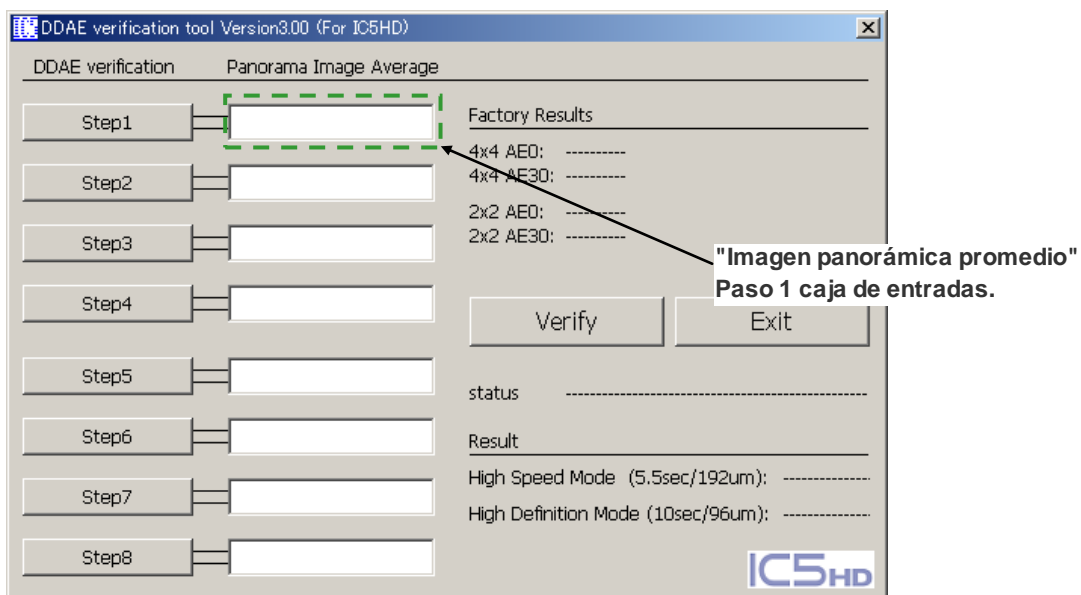 DDAE verification tool Version3.00 (For IC5HD)
DDAE verification Panorama Image Average
Step1
Step2
Step3
Step4
Step5
Step6
Step7
Step8
Factory Results
4x4 AE0: ----------
4x4 AE30: ----------
2x2 AE0: ----------
2x2 AE30: ----------
"Imagen panorámica promedio"
Paso 1 caja de entradas.
Verify Exit
status --------------------------------------------------
Result
High Speed Mode (5.5sec/192um): ---------------
High Definition Mode (10sec/96um): ---------------
IC5HD